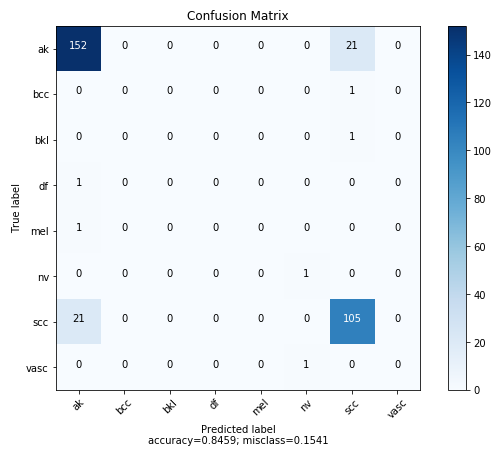 Confusion Matrix
ak 152 0 0 0 0 0 21 0
bcc 0 0 0 0 0 0 1 0
bkl 0 0 0 0 0 0 1 0
df 1 0 0 0 0 0 0 0
mel 1 0 0 0 0 0 0 0
nv 0 0 0 0 0 1 0 0
scc 21 0 0 0 0 0 105 0
vasc 0 0 0 0 0 1 0 0
ak bcc bkl df mel nv scc vasc
True label
Predicted label
accuracy=0.8459; misclass=0.1541
140
120
100
80
60
40
20
0